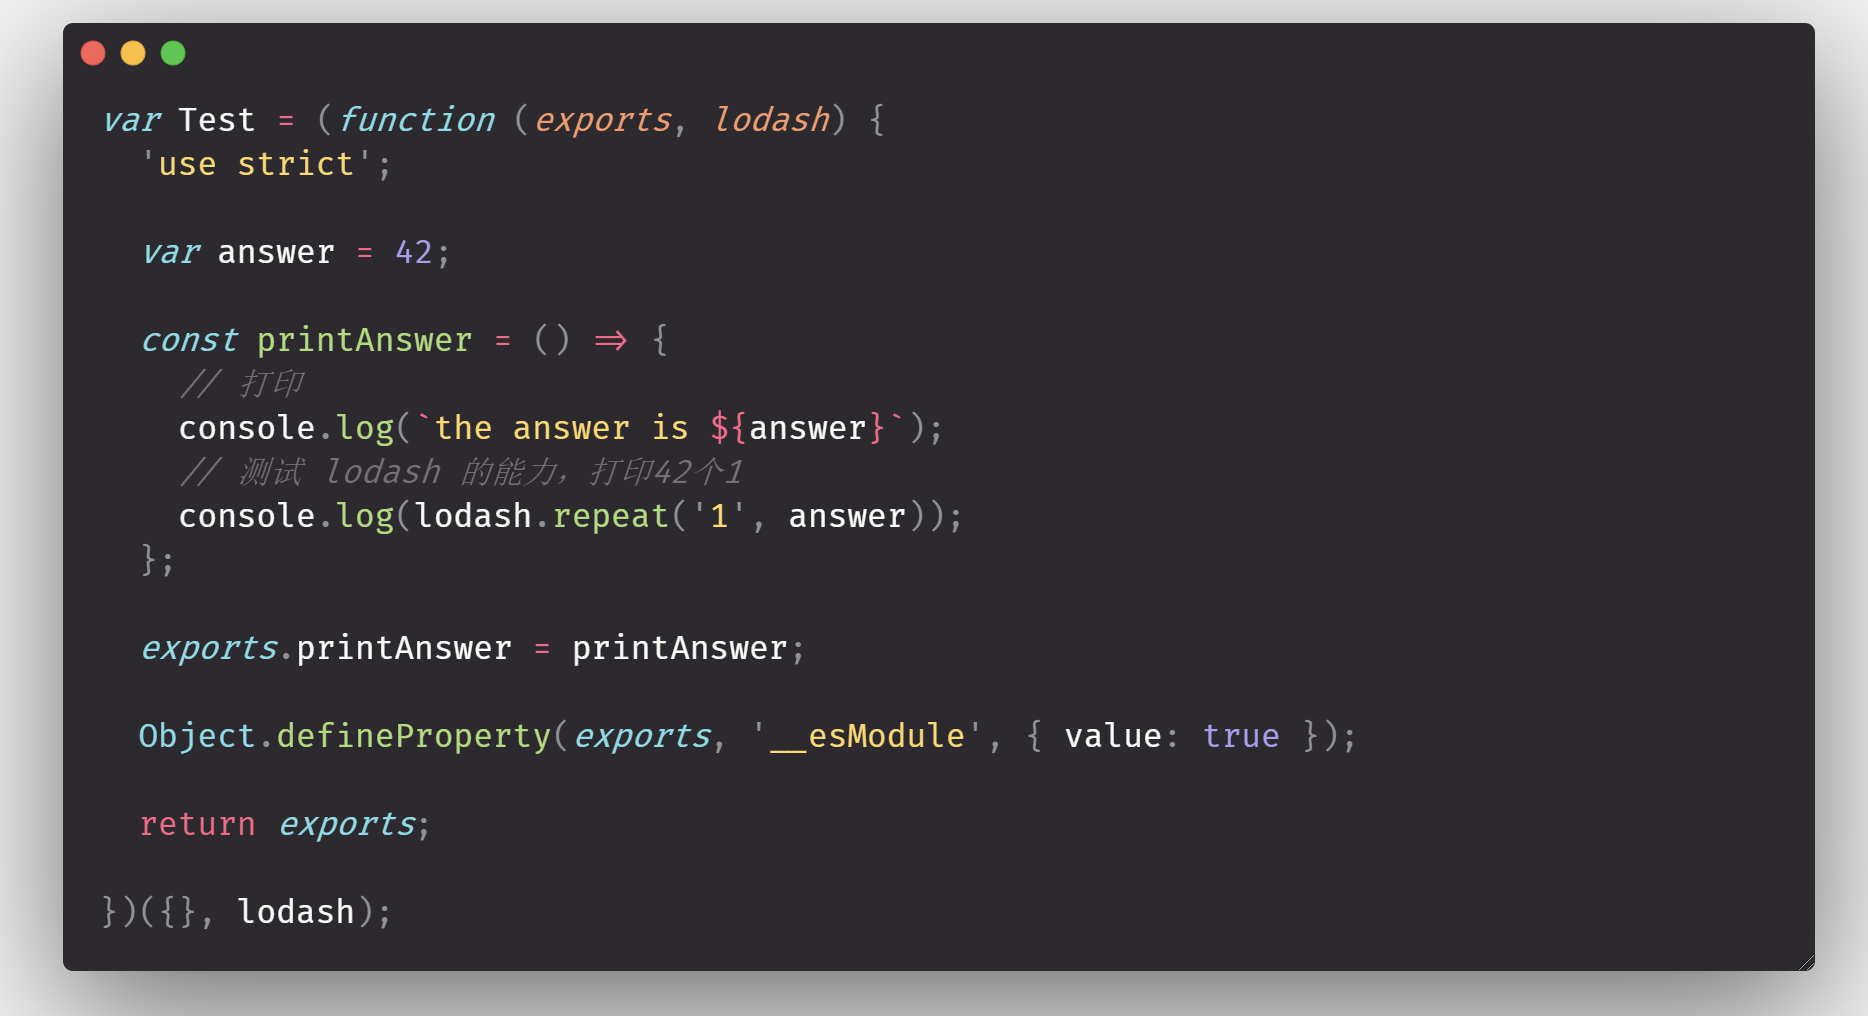 var Test = (function (exports, lodash) {
  'use strict';

  var answer = 42;

  const printAnswer = () => {
    // 打印
    console.log(`the answer is ${answer}`);
    // 测试 lodash 的能力，打印42个1
    console.log(lodash.repeat('1', answer));
  };

  exports.printAnswer = printAnswer;

  Object.defineProperty(exports, '__esModule', { value: true });

  return exports;

})({}, lodash);